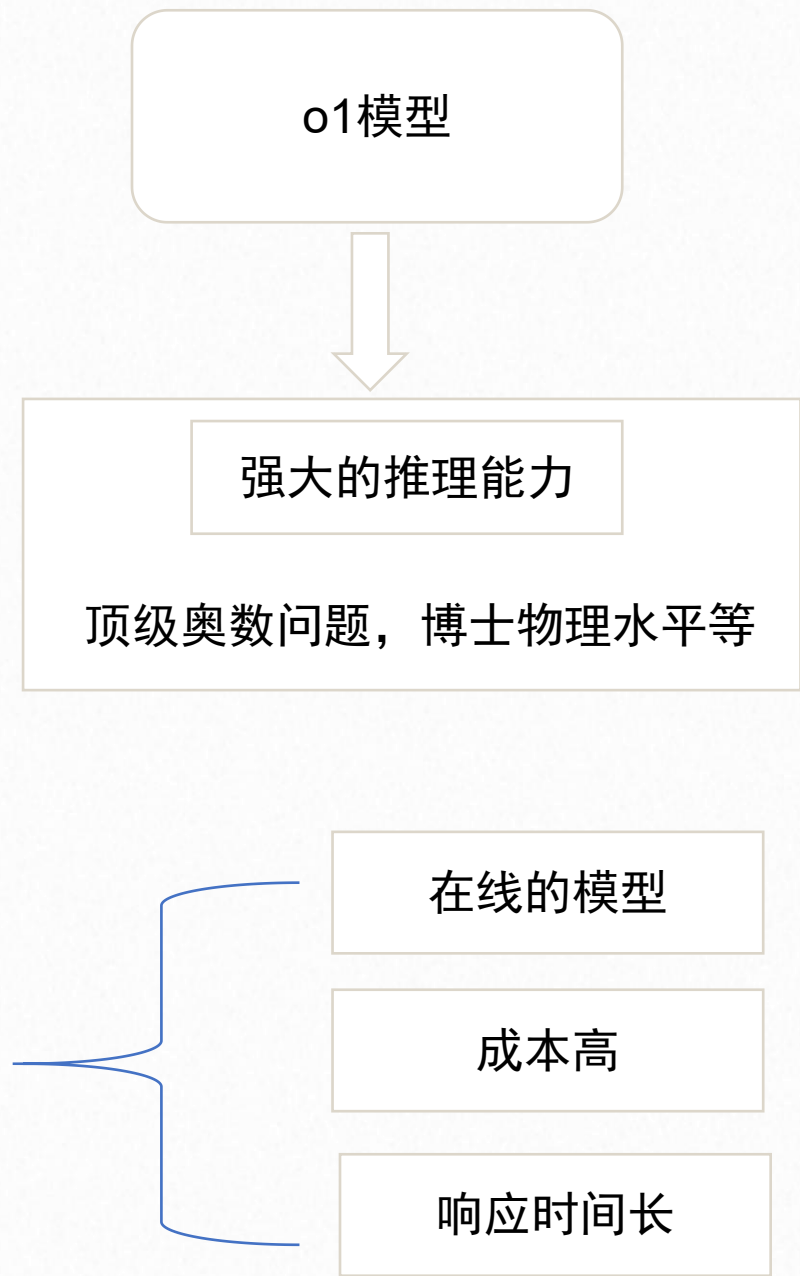 o1模型
强大的推理能力
顶级奥数问题，博士物理水平等
在线的模型
成本高
响应时间长